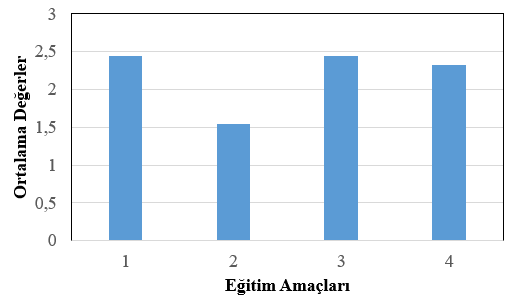 3
2,5
2
1,5
1
0,5
0
Ortalama Değerler
1 2 3 4
Eğitim Amaçları